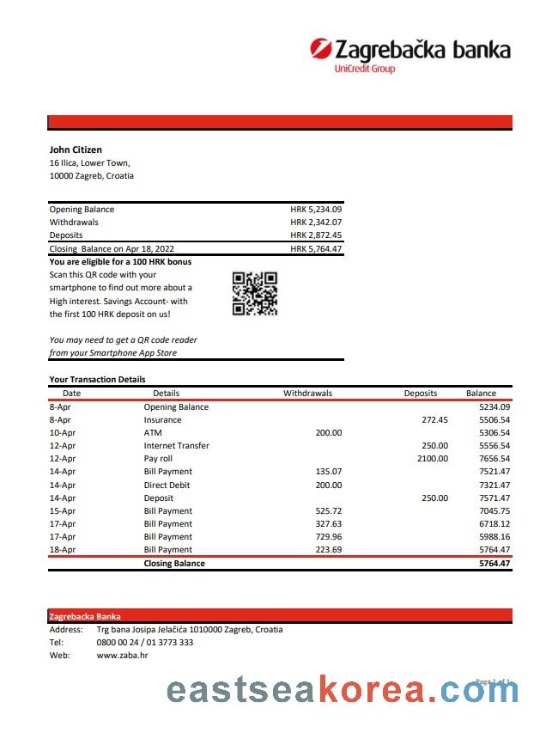 Zagrebačka banka
UniCredit Group
John Citizen
16 Ilica, Lower Town,
10000 Zagreb, Croatia
Opening Balance HRK 5,234.09
Withdrawals HRK 2,342.07
Deposits HRK 2,872.45
Closing Balance on Apr 18, 2022 HRK 5,764.47
You are eligible for a 100 HRK bonus
Scan this QR code with your
smartphone to find out more about a
High interest. Savings Account- with
the first 100 HRK deposit on us!
You may need to get a QR code reader
from your Smartphone App Store
Your Transaction Details
Date Details Withdrawals Deposits Balance
8-Apr Opening Balance 5234.09
8-Apr Insurance 272.45 5506.54
10-Apr ATM 200.00 5306.54
12-Apr Internet Transfer 250.00 5556.54
12-Apr Pay roll 2100.00 7656.54
14-Apr Bill Payment 135.07 7521.47
14-Apr Direct Debit 200.00 7321.47
14-Apr Deposit 250.00 7571.47
15-Apr Bill Payment 525.72 7045.75
17-Apr Bill Payment 327.63 6718.12
17-Apr Bill Payment 729.96 5988.16
18-Apr Bill Payment 223.69 5764.47
Closing Balance 5764.47
Zagrebacka Banka
Address: Trg bana Josipa Jelačića 1010000 Zagreb, Croatia
Tel: 0800 00 24 / 01 3773 333
Web: www.zaba.hr
Page 1 of 1
eastseakorea.com